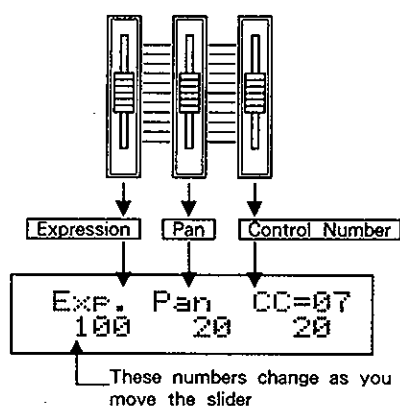 Expression Pan Control Number
Exp. Pan CC=07
100 20 20
These numbers change as you
move the slider